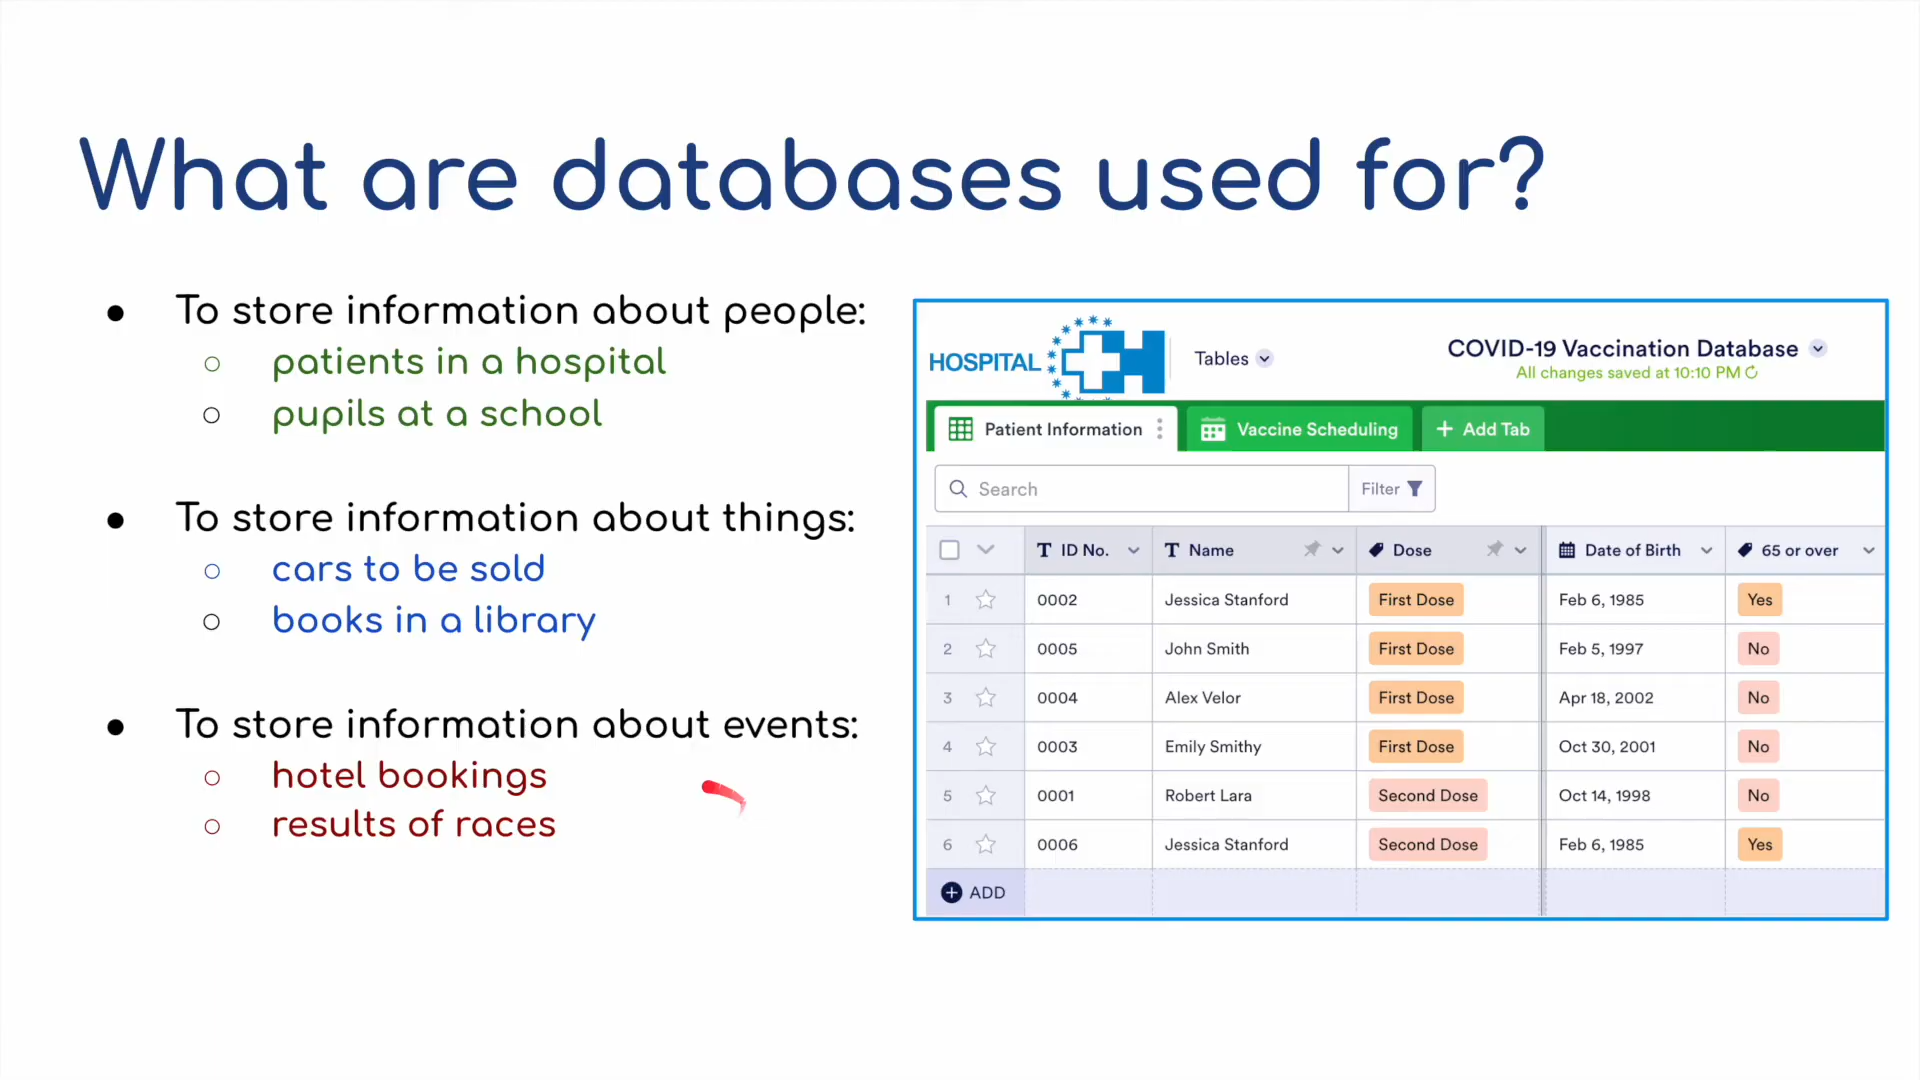 What are databases used for?
To store information about people:
patients in a hospital
pupils at a school
To store information about things:
cars to be sold
books in a library
To store information about events:
hotel bookings
results of races
HOSPITAL
Tables
COVID-19 Vaccination Database
All changes saved at 10:10 PM
Patient Information
Vaccine Scheduling
+ Add Tab
Search
Filter
ID No. Name Dose Date of Birth 65 or over
1 0002 Jessica Stanford First Dose Feb 6, 1985 Yes
2 0005 John Smith First Dose Feb 5, 1997 No
3 0004 Alex Velor First Dose Apr 18, 2002 No
4 0003 Emily Smithy First Dose Oct 30, 2001 No
5 0001 Robert Lara Second Dose Oct 14, 1998 No
6 0006 Jessica Stanford Second Dose Feb 6, 1985 Yes
ADD